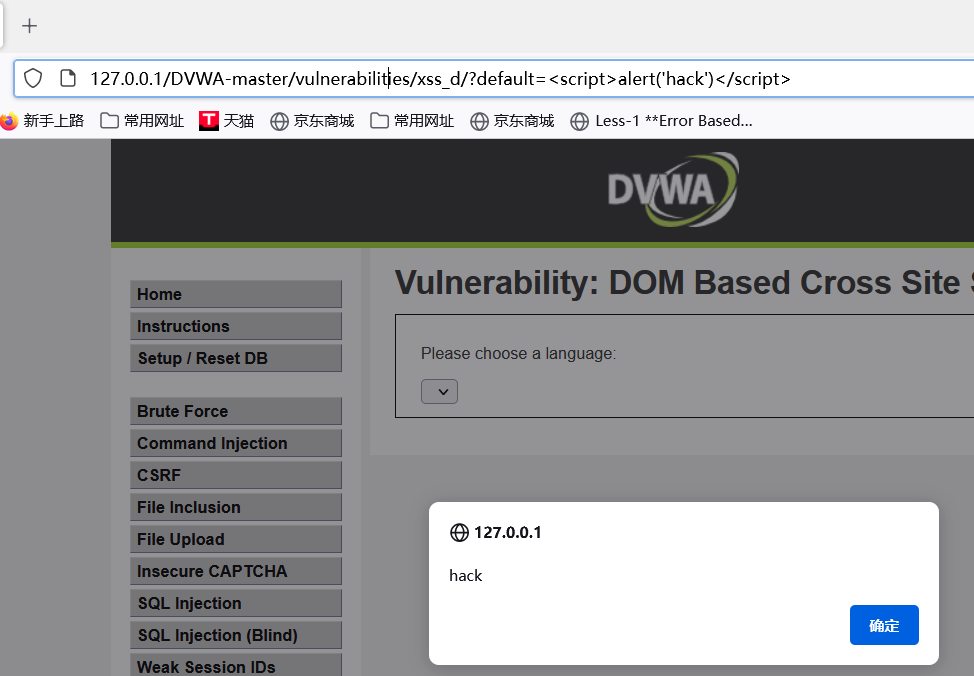 127.0.0.1/DVWA-master/vulnerabilities/xss_d/?default=<script>alert('hack')</script>
新手上路 常用网址 T 天猫 京东商城 常用网址 京东商城 Less-1 **Error Based...
DVWA
Vulnerability: DOM Based Cross Site
Home
Instructions
Setup / Reset DB
Please choose a language:
Brute Force
Command Injection
CSRF
File Inclusion
File Upload
Insecure CAPTCHA
SQL Injection
SQL Injection (Blind)
Weak Session IDs
127.0.0.1
hack
确定